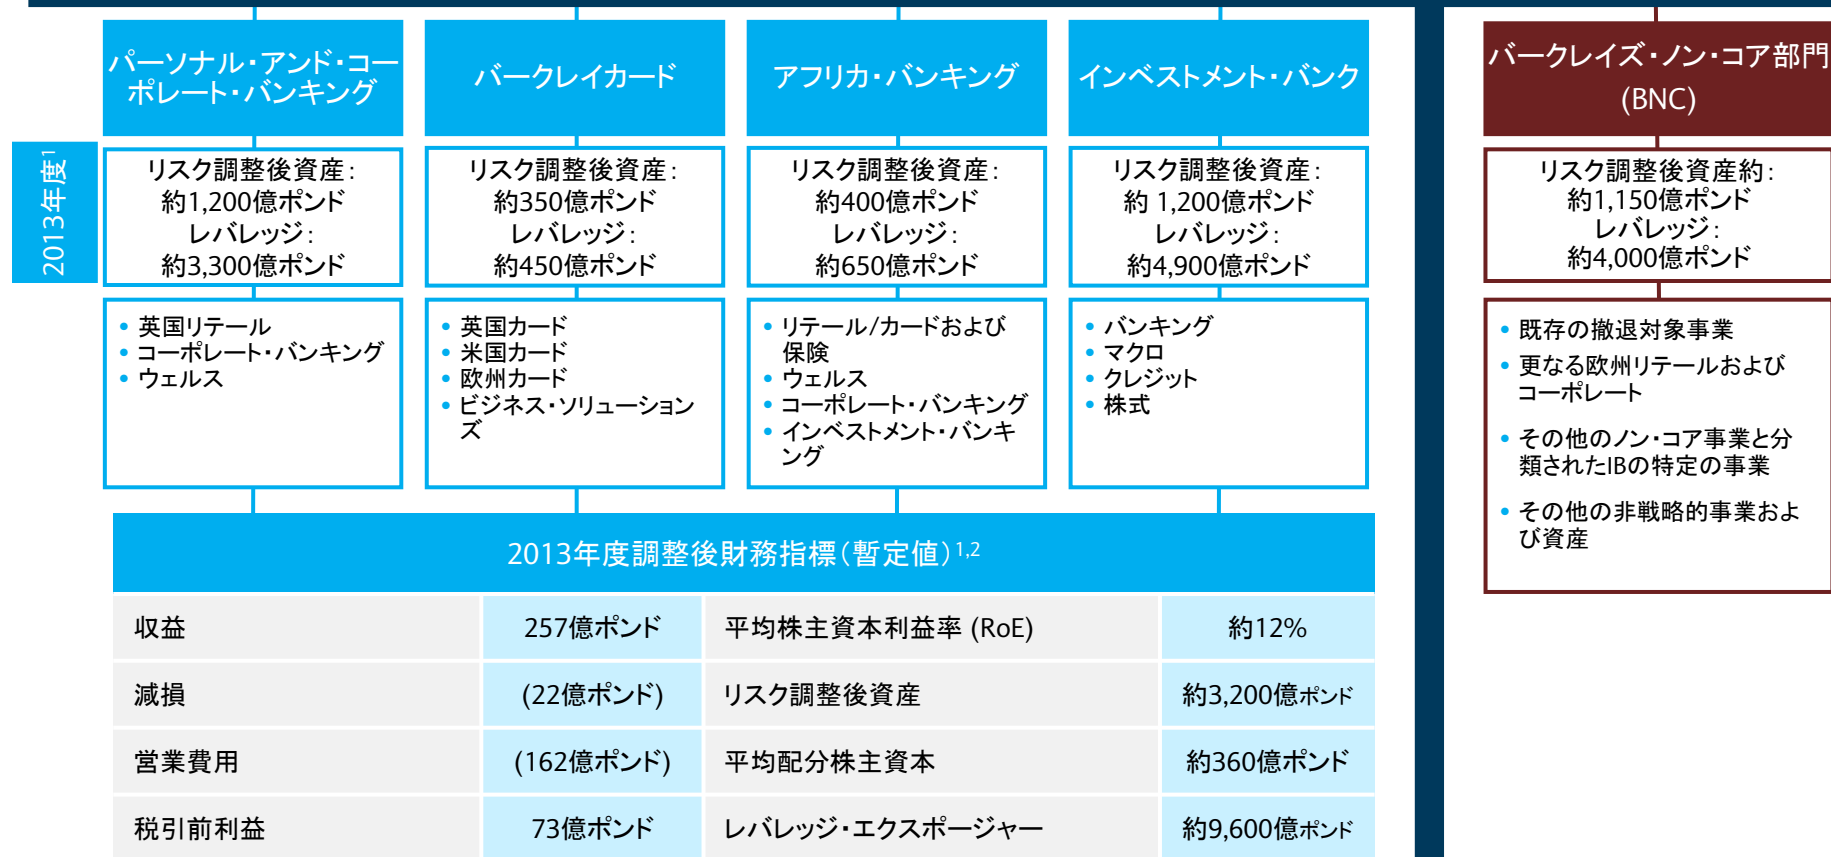 パーソナル・アンド・コー
ポレート・バンキング
バークレイカード
アフリカ・バンキング
インベストメント・バンク
バークレイズ・ノン・コア部門
(BNC)
2013年度1
リスク調整後資産:
約1,200億ポンド
レバレッジ:
約3,300億ポンド
リスク調整後資産:
約350億ポンド
レバレッジ:
約450億ポンド
リスク調整後資産:
約400億ポンド
レバレッジ:
約650億ポンド
リスク調整後資産:
約 1,200億ポンド
レバレッジ:
約4,900億ポンド
リスク調整後資産約:
約1,150億ポンド
レバレッジ:
約4,000億ポンド
• 英国リテール
• コーポレート・バンキング
• ウェルス
• 英国カード
• 米国カード
• 欧州カード
• ビジネス・ソリューション
ズ
• リテール/カードおよび
保険
• ウェルス
• コーポレート・バンキング
• インベストメント・バンキ
ング
• バンキング
• マクロ
• クレジット
• 株式
• 既存の撤退対象事業
• 更なる欧州リテールおよび
コーポレート
• その他のノン・コア事業と分
類されたIBの特定の事業
• その他の非戦略的事業およ
び資産
2013年度調整後財務指標(暫定値)1,2
収益 257億ポンド 平均株主資本利益率 (RoE) 約12%
減損 (22億ポンド) リスク調整後資産 約3,200億ポンド
営業費用 (162億ポンド) 平均配分株主資本 約360億ポンド
税引前利益 73億ポンド レバレッジ・エクスポージャー 約9,600億ポンド